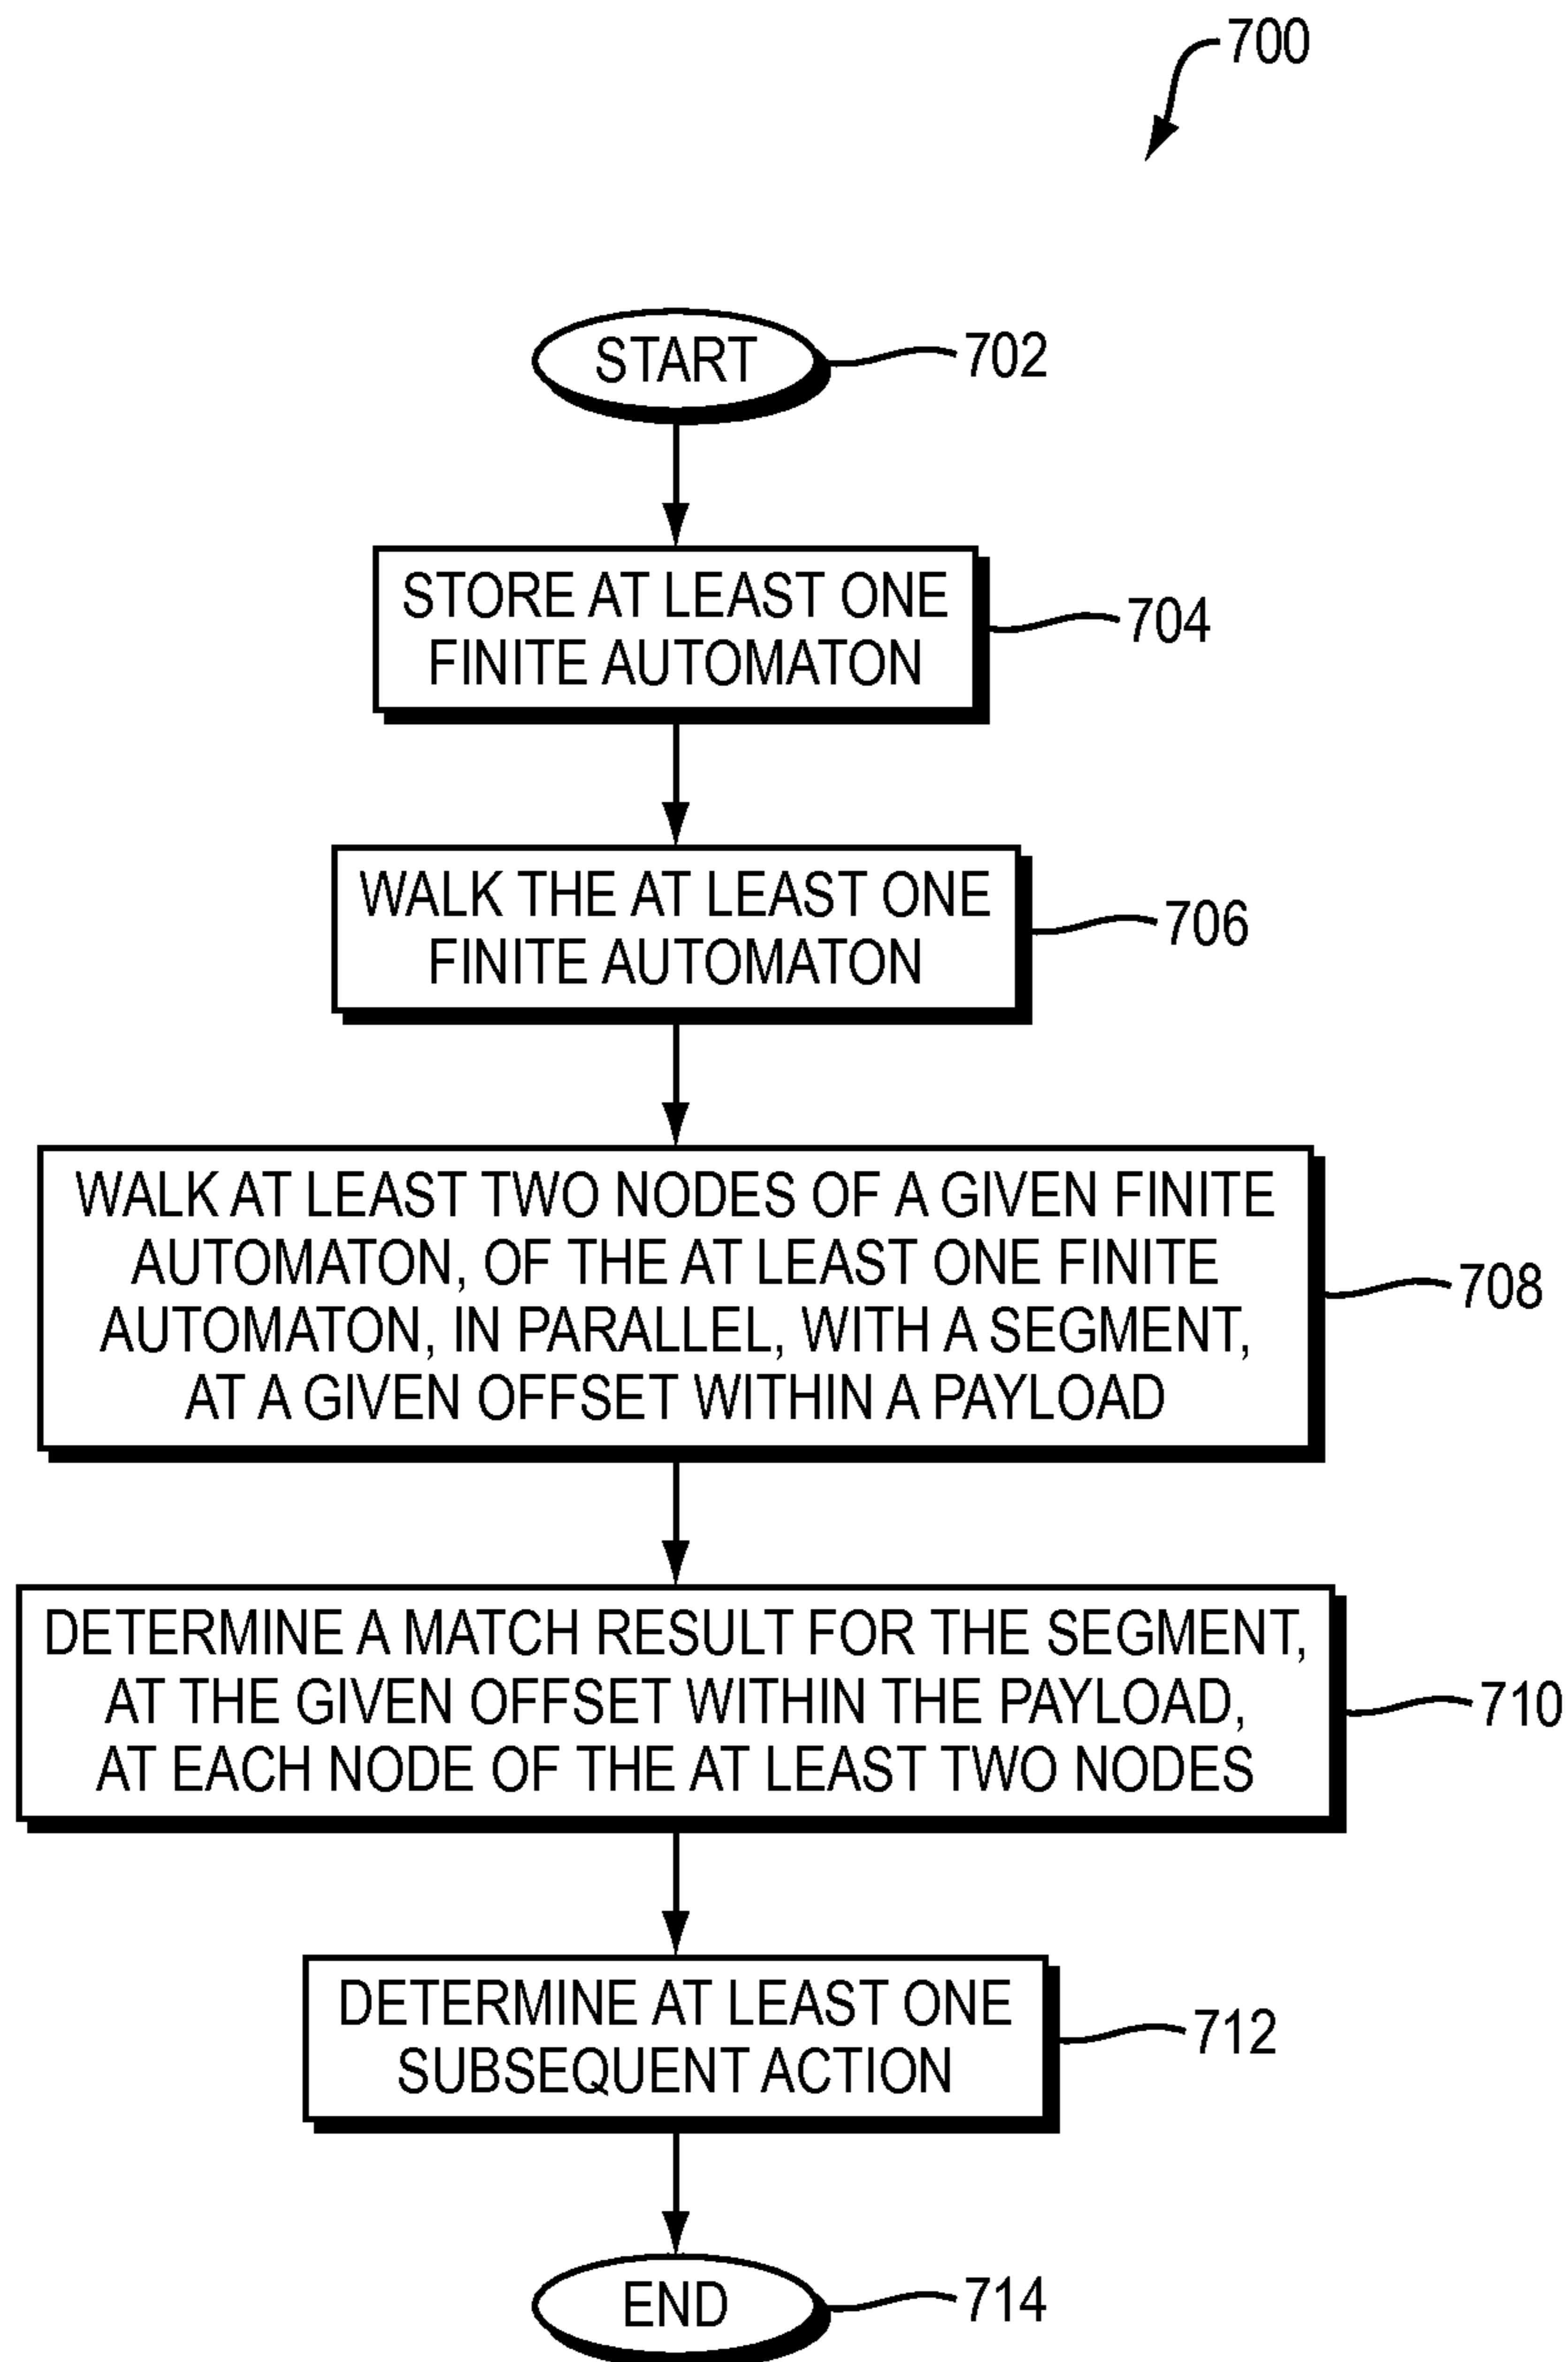 700
START
702
STORE AT LEAST ONE
FINITE AUTOMATON
704
WALK THE AT LEAST ONE
FINITE AUTOMATON
706
WALK AT LEAST TWO NODES OF A GIVEN FINITE
AUTOMATON, OF THE AT LEAST ONE FINITE
AUTOMATON, IN PARALLEL, WITH A SEGMENT,
AT A GIVEN OFFSET WITHIN A PAYLOAD
708
DETERMINE A MATCH RESULT FOR THE SEGMENT,
AT THE GIVEN OFFSET WITHIN THE PAYLOAD,
AT EACH NODE OF THE AT LEAST TWO NODES
710
DETERMINE AT LEAST ONE
SUBSEQUENT ACTION
712
END
714